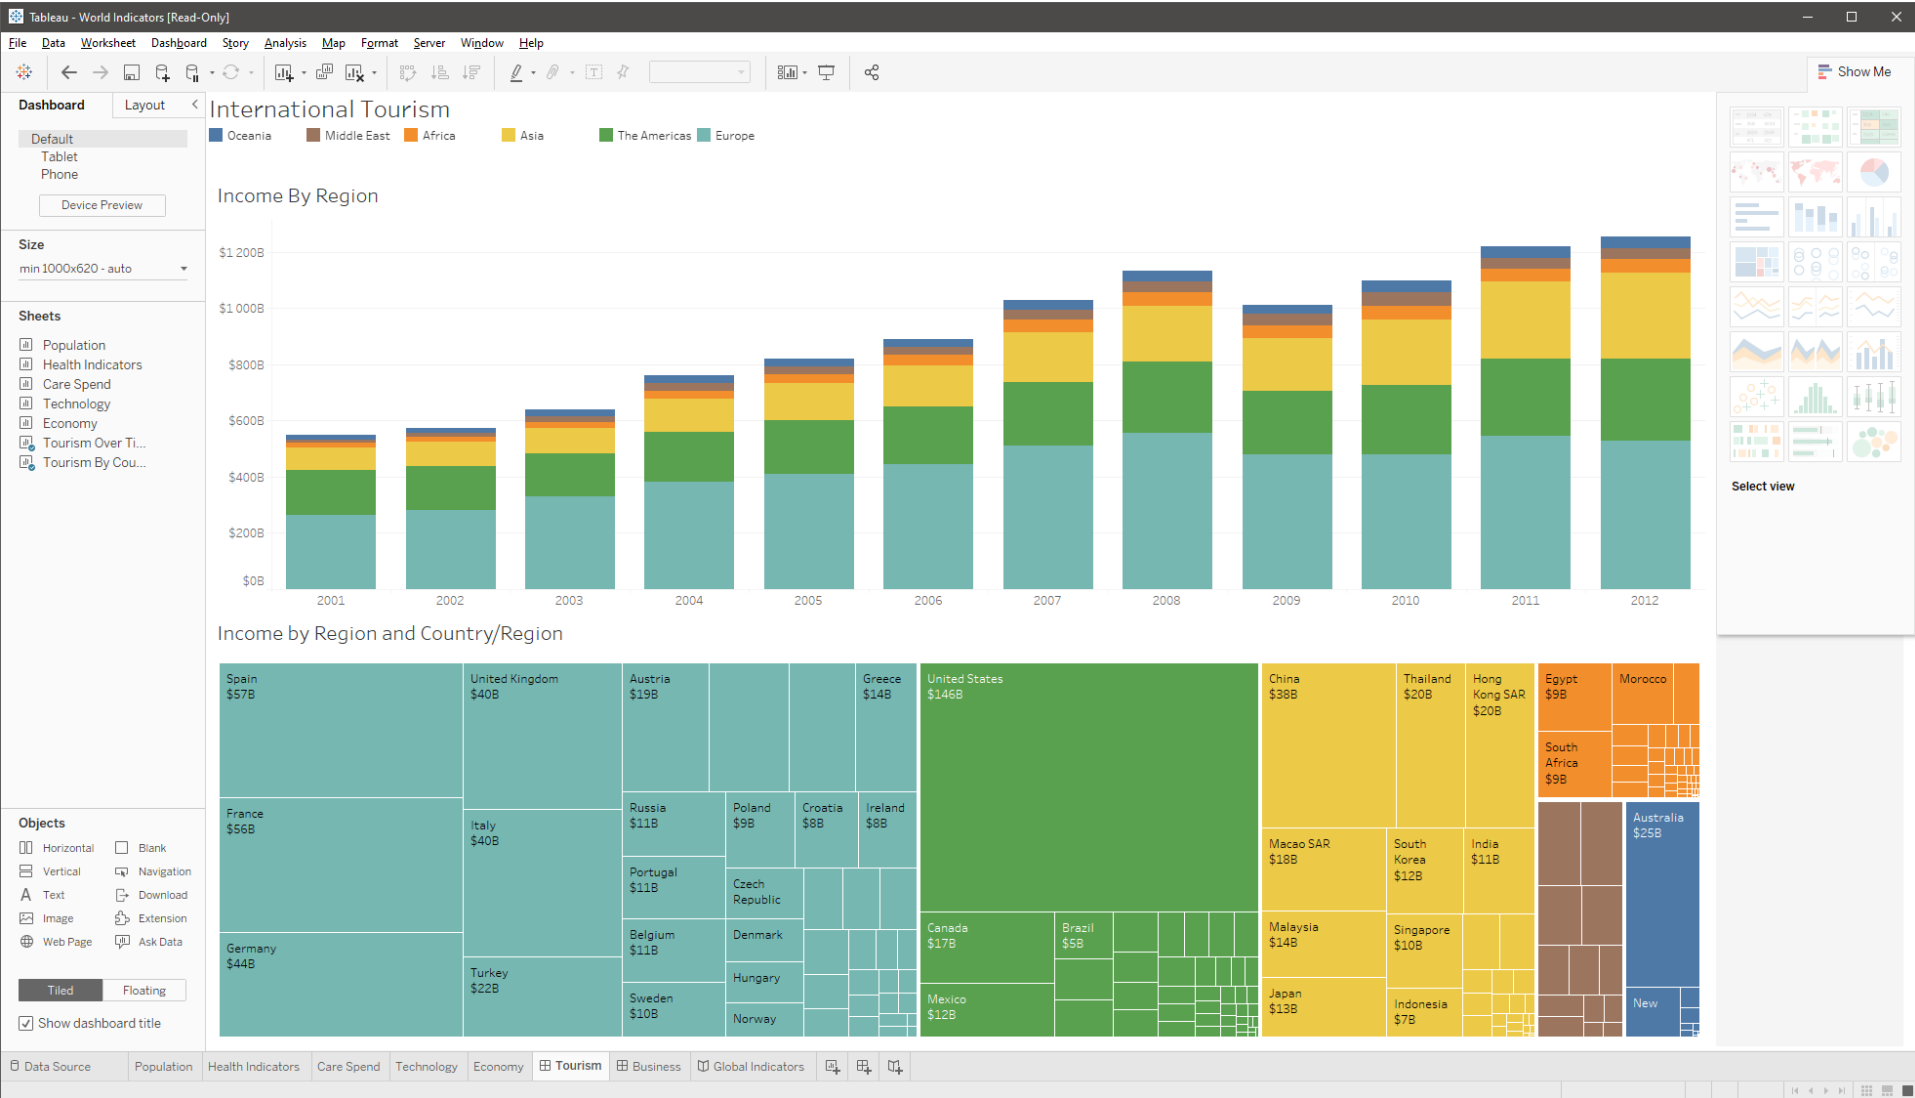 Tableau - World Indicators [Read-Only]
File Data Worksheet Dashboard Story Analysis Map Format Server Window Help
Show Me
Dashboard Layout
Default
Tablet
Phone
Device Preview
Size
min 1000x620 - auto
Sheets
Population
Health Indicators
Care Spend
Technology
Economy
Tourism Over Ti...
Tourism By Cou...
Objects
Horizontal Blank
Vertical Navigation
Text Download
Image Extension
Web Page Ask Data
Tiled Floating
Show dashboard title
International Tourism
Oceania Middle East Africa Asia The Americas Europe
Income By Region
$1 200B
$1 000B
$800B
$600B
$400B
$200B
$0B
2001 2002 2003 2004 2005 2006 2007 2008 2009 2010 2011 2012
Income by Region and Country/Region
Spain
$57B
France
$56B
Germany
$44B
United Kingdom
$40B
Italy
$40B
Turkey
$22B
Austria
$19B
Greece
$14B
Russia
$11B
Portugal
$11B
Belgium
$11B
Sweden
$10B
Poland
$9B
Croatia
$8B
Ireland
$8B
Czech
Republic
Denmark
Hungary
Norway
United States
$146B
Canada
$17B
Mexico
$12B
Brazil
$5B
China
$38B
Thailand
$20B
Hong
Kong SAR
$20B
Macao SAR
$18B
Malaysia
$14B
Japan
$13B
South
Korea
$12B
India
$11B
Singapore
$10B
Indonesia
$7B
Egypt
$9B
Morocco
South
Africa
$9B
Australia
$25B
New
Select view
Data Source Population Health Indicators Care Spend Technology Economy Tourism Business Global Indicators